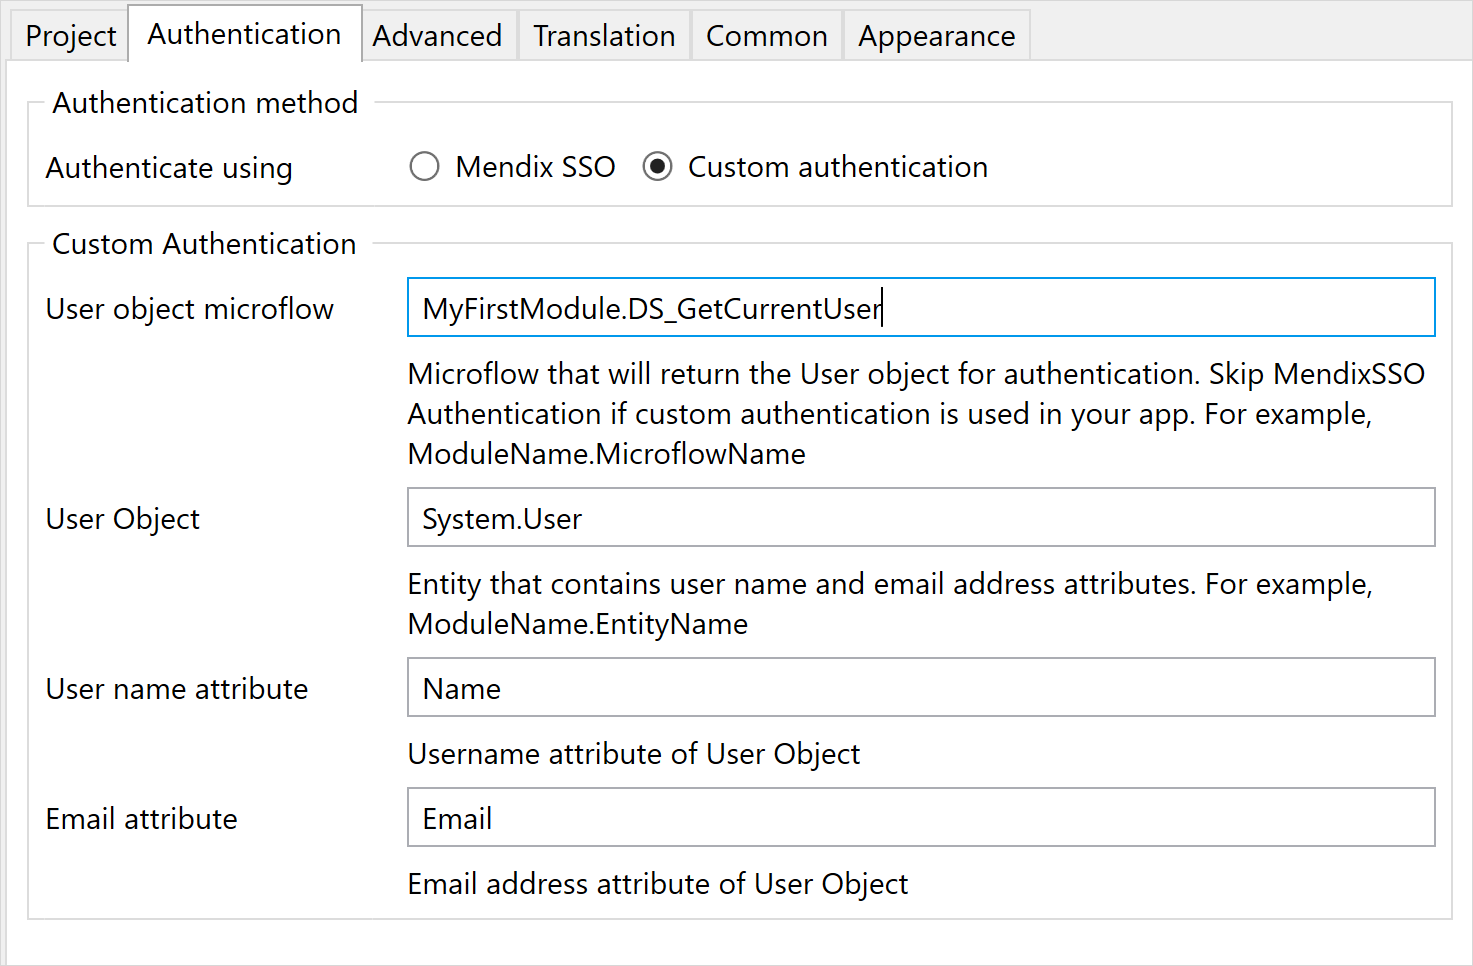 Project Authentication Advanced Translation Common Appearance
Authentication method
Authenticate using Mendix SSO Custom authentication
Custom Authentication
User object microflow MyFirstModule.DS_GetCurrentUser
Microflow that will return the User object for authentication. Skip MendixSSO
Authentication if custom authentication is used in your app. For example,
ModuleName.MicroflowName
User Object System.User
Entity that contains user name and email address attributes. For example,
ModuleName.EntityName
User name attribute Name
Username attribute of User Object
Email attribute Email
Email address attribute of User Object